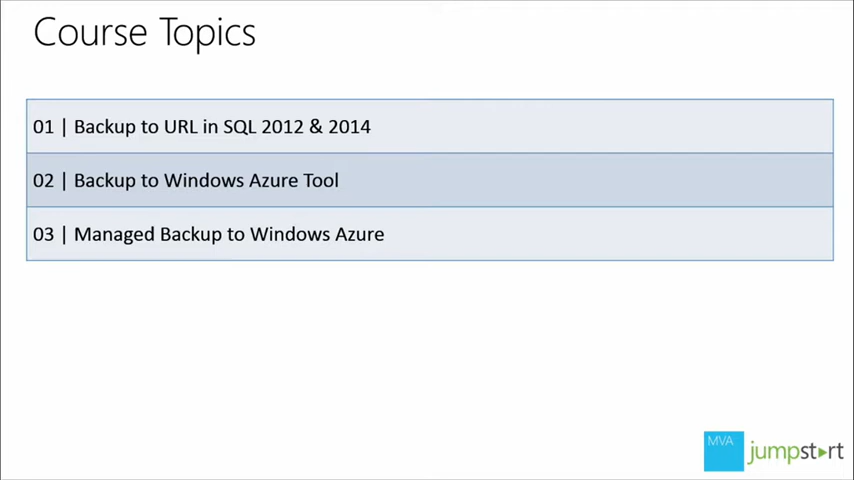 Course Topics
01 | Backup to URL in SQL 2012 & 2014
02 | Backup to Windows Azure Tool
03 | Managed Backup to Windows Azure
MVA
jumpstart